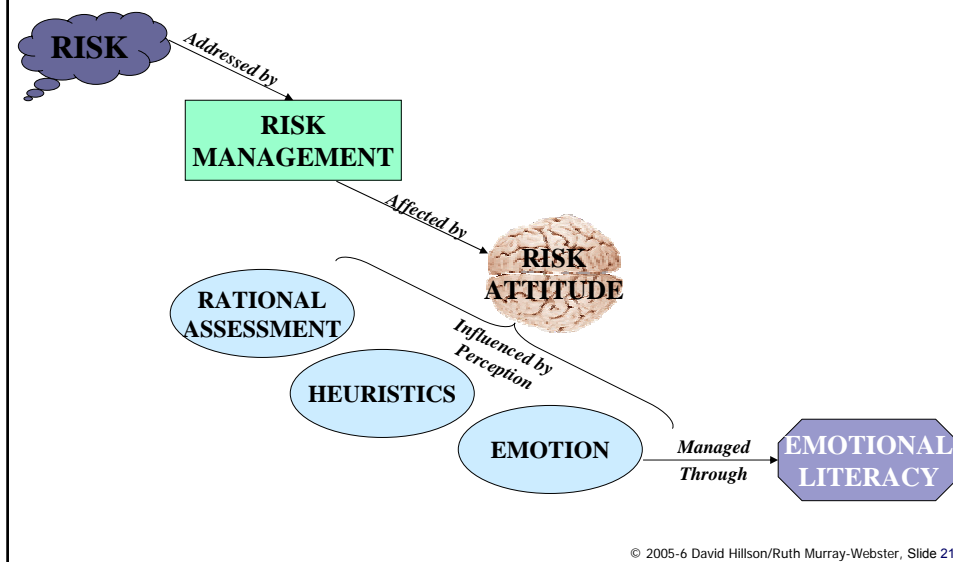 RISK
Addressed by
RISK
MANAGEMENT
Affected by
RISK
ATTITUDE
Influenced by
Perception
RATIONAL
ASSESSMENT
HEURISTICS
EMOTION
Managed
Through
EMOTIONAL
LITERACY
© 2005-6 David Hillson/Ruth Murray-Webster, Slide 21